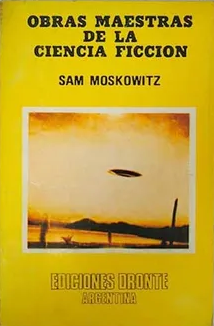 OBRAS MAESTRAS
DE LA
CIENCIA FICCION
SAM MOSKOWITZ
EDICIONES DRONTE
ARGENTINA